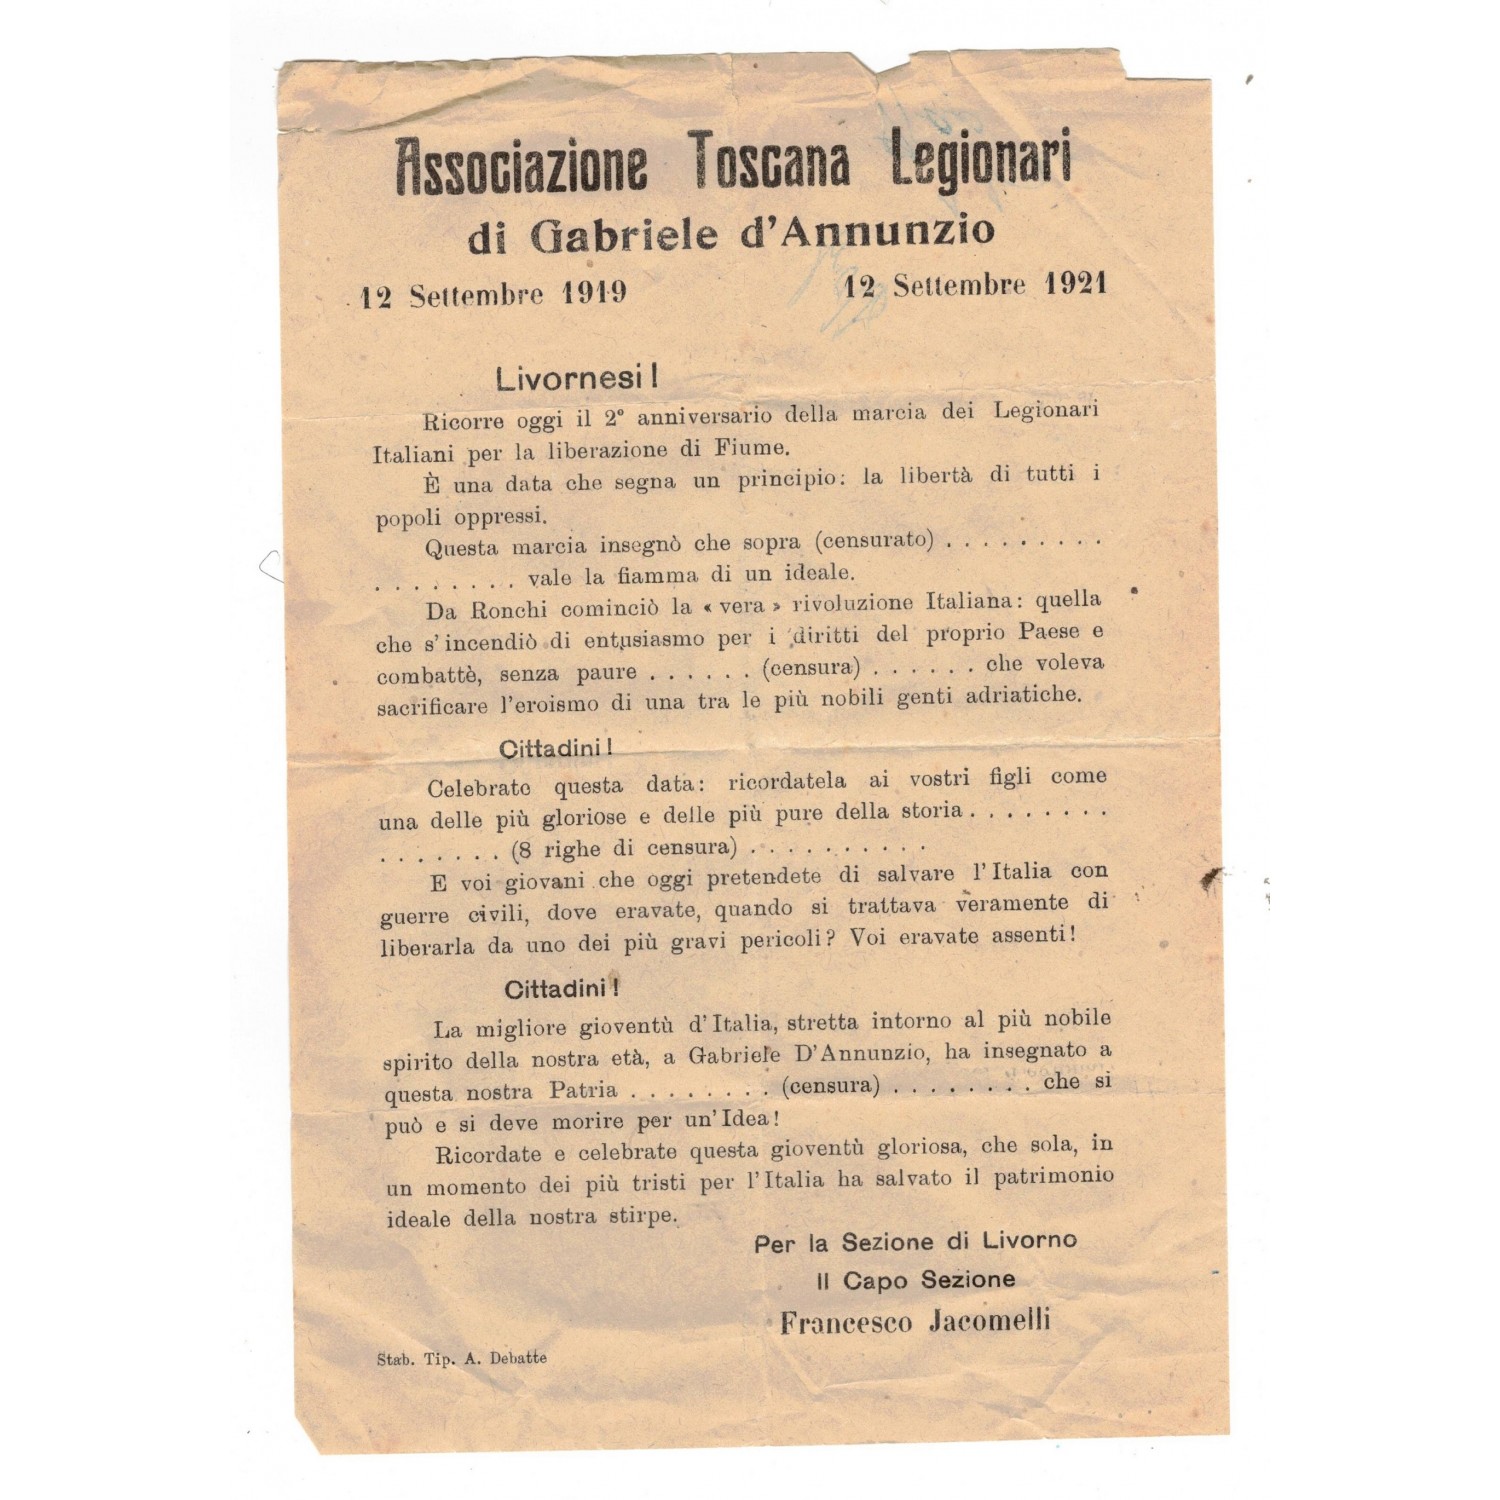 Associazione Toscana Legionari
di Gabriele d'Annunzio
12 Settembre 1919 12 Settembre 1921
Livornesi!
Ricorre oggi il 2° anniversario della marcia dei Legionari
Italiani per la liberazione di Fiume.
È una data che segna un principio: la libertà di tutti i
popoli oppressi.
Questa marcia insegnò che sopra (censurato) . . . . . . . . .
. . . . . . . . vale la fiamma di un ideale.
Da Ronchi cominciò la « vera » rivoluzione Italiana: quella
che s'incendiò di entusiasmo per i diritti del proprio Paese e
combattè, senza paure . . . . . . (censura) . . . . . . che voleva
sacrificare l'eroismo di una tra le più nobili genti adriatiche.
Cittadini!
Celebrate questa data: ricordatela ai vostri figli come
una delle più gloriose e delle più pure della storia . . . . . . . .
. . . . . . . (8 righe di censura) . . . . . . . . . .
E voi giovani che oggi pretendete di salvare l'Italia con
guerre civili, dove eravate, quando si trattava veramente di
liberarla da uno dei più gravi pericoli? Voi eravate assenti!
Cittadini!
La migliore gioventù d'Italia, stretta intorno al più nobile
spirito della nostra età, a Gabriele D'Annunzio, ha insegnato a
questa nostra Patria . . . . . . . . (censura) . . . . . . . . che si
può e si deve morire per un'Idea!
Ricordate e celebrate questa gioventù gloriosa, che sola, in
un momento dei più tristi per l'Italia ha salvato il patrimonio
ideale della nostra stirpe.
Per la Sezione di Livorno
Il Capo Sezione
Francesco Jacomelli
Stab. Tip. A. Debatte